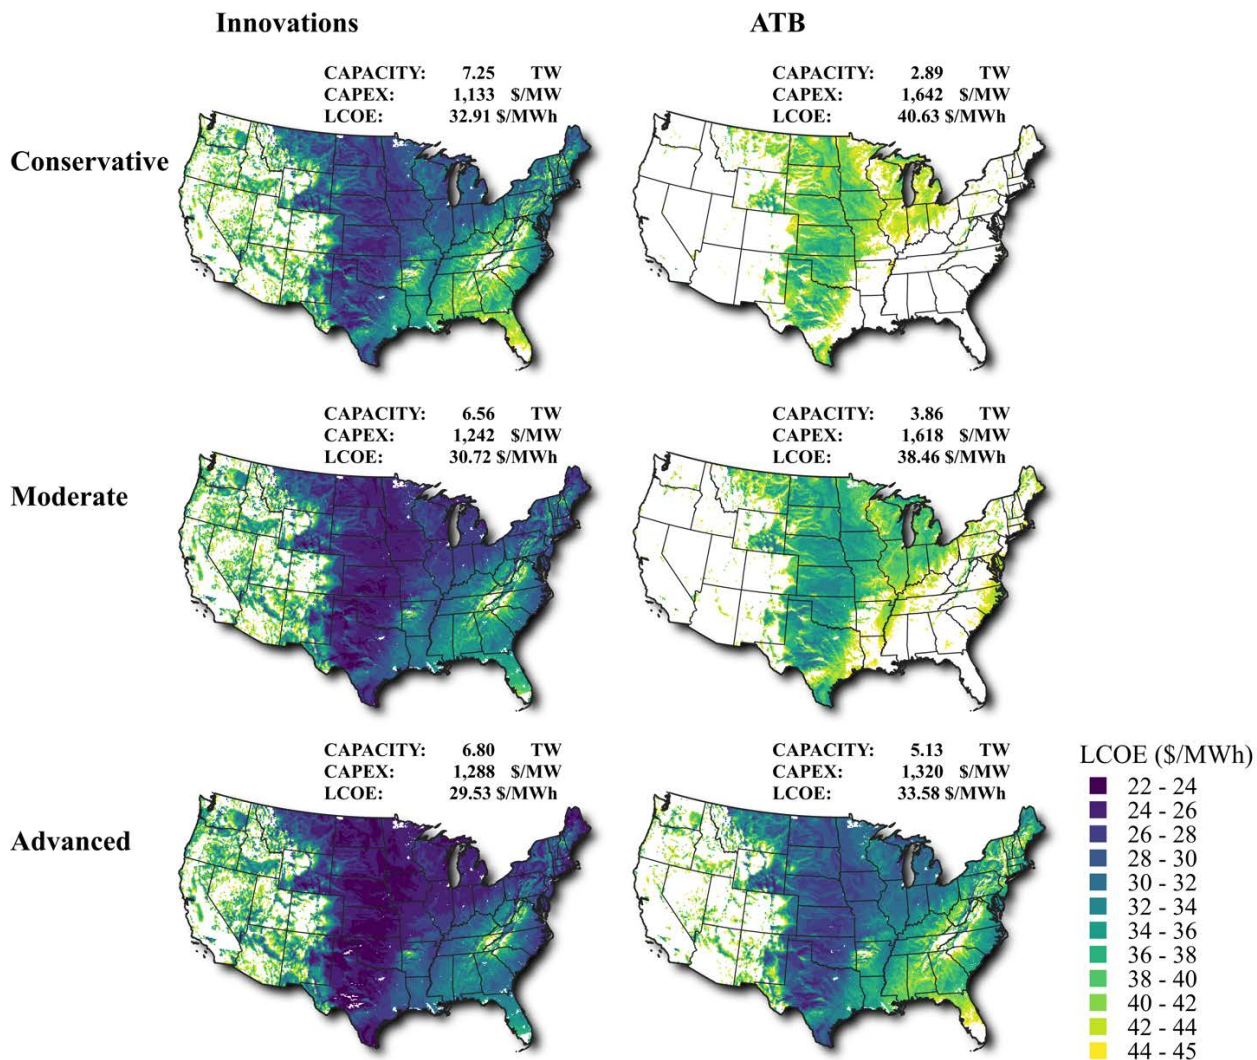 Innovations ATB
CAPACITY: 7.25 TW
CAPEX: 1,133 $/MW
LCOE: 32.91 $/MWh
CAPACITY: 2.89 TW
CAPEX: 1,642 $/MW
LCOE: 40.63 $/MWh
Conservative
CAPACITY: 6.56 TW
CAPEX: 1,242 $/MW
LCOE: 30.72 $/MWh
CAPACITY: 3.86 TW
CAPEX: 1,618 $/MW
LCOE: 38.46 $/MWh
Moderate
CAPACITY: 6.80 TW
CAPEX: 1,288 $/MW
LCOE: 29.53 $/MWh
CAPACITY: 5.13 TW
CAPEX: 1,320 $/MW
LCOE: 33.58 $/MWh
Advanced
LCOE ($/MWh)
22 - 24
24 - 26
26 - 28
28 - 30
30 - 32
32 - 34
34 - 36
36 - 38
38 - 40
40 - 42
42 - 44
44 - 45